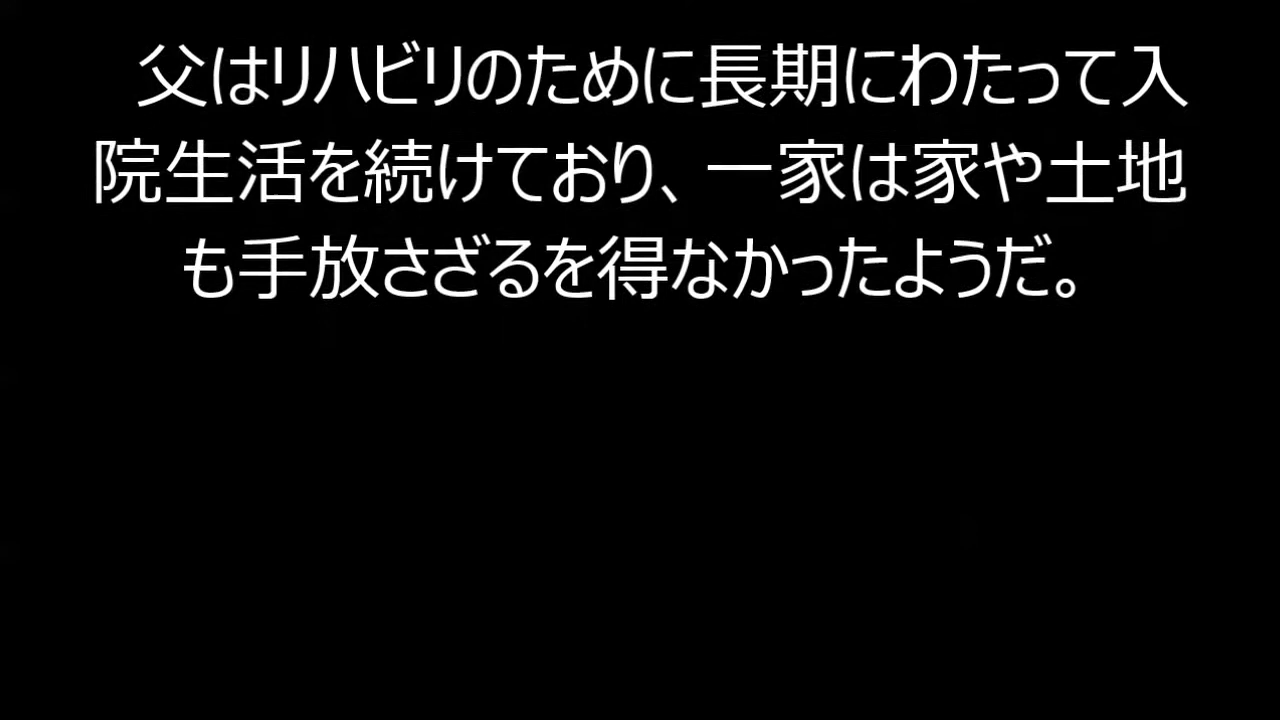 父はリハビリのために長期にわたって入
院生活を続けており、一家は家や土地
も手放さざるを得なかったようだ。